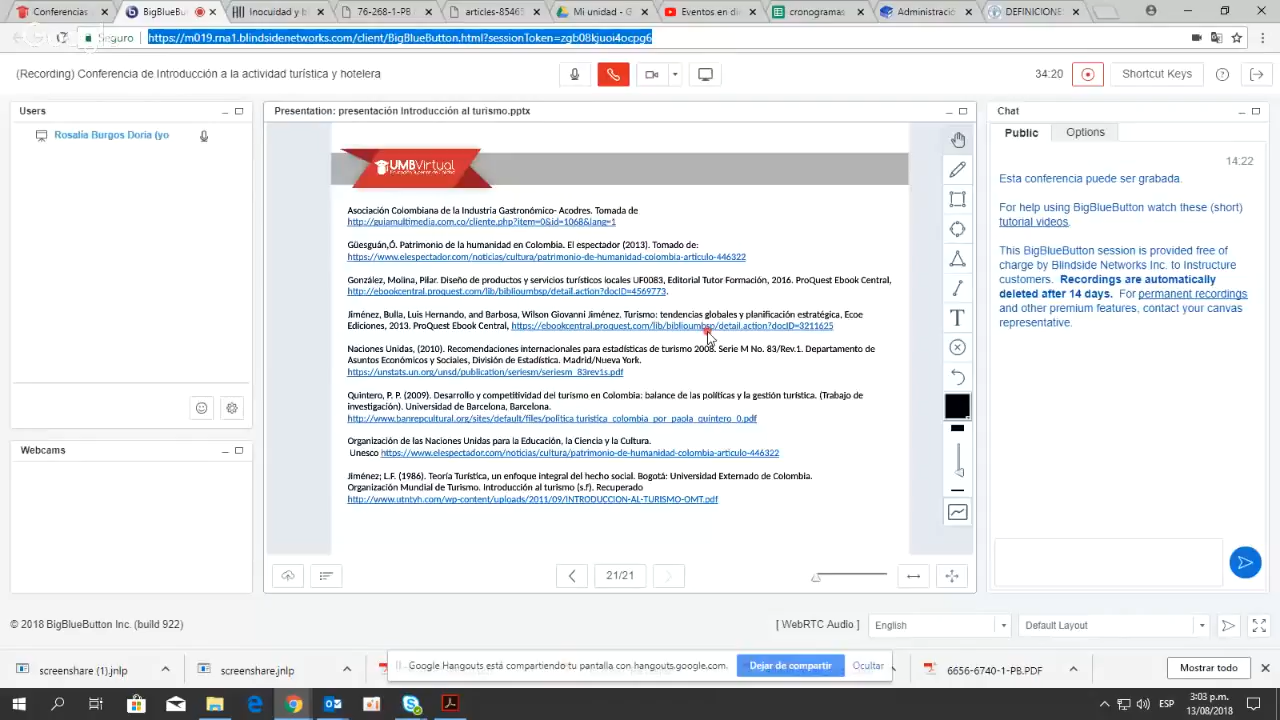 Conferencias
BigBlueButton
Inocuidad y b
76-268-1-PB
articles-85465
Mi unidad - G
Eventos en di
cronogramas
Administració
DEFINICIONE
https://m019.rna1.blindsidenetworks.com/client/BigBlueButton.html?sessionToken=zgb08kjuoi4ocpg6
(Recording) Conferencia de Introducción a la actividad turística y hotelera
34:20
Shortcut Keys
Users
Rosalía Burgos Doria (yo
Webcams
Presentation: presentación Introducción al turismo.pptx
UMBVirtual
Asociación Colombiana de la Industria Gastronómico- Acodres. Tomada de
http://guiamultimedia.com.co/cliente.php?item=0&id=1068&lang=1
Güesguán,Ó. Patrimonio de la humanidad en Colombia. El espectador (2013). Tomado de:
https://www.elespectador.com/noticias/cultura/patrimonio-de-humanidad-colombia-articulo-446322
González, Molina, Pilar. Diseño de productos y servicios turísticos locales UF0083, Editorial Tutor Formación, 2016. ProQuest Ebook Central,
http://ebookcentral.proquest.com/lib/biblioumbsp/detail.action?docID=4569773.
Jiménez, Bulla, Luis Hernando, and Barbosa, Wilson Giovanni Jiménez. Turismo: tendencias globales y planificación estratégica, Ecoe
Ediciones, 2013. ProQuest Ebook Central, https://ebookcentral.proquest.com/lib/biblioumbsp/detail.action?docID=3211625
Naciones Unidas, (2010). Recomendaciones internacionales para estadísticas de turismo 2008. Serie M No. 83/Rev.1. Departamento de
Asuntos Económicos y Sociales, División de Estadística. Madrid/Nueva York.
https://unstats.un.org/unsd/publication/seriesm/seriesm_83rev1s.pdf
Quintero, P. P. (2009). Desarrollo y competitividad del turismo en Colombia: balance de las políticas y la gestión turística. (Trabajo de
investigación). Universidad de Barcelona, Barcelona.
http://www.banrepcultural.org/sites/default/files/politica_turistica_colombia_por_paola_quintero_0.pdf
Organización de las Naciones Unidas para la Educación, la Ciencia y la Cultura.
Unesco https://www.elespectador.com/noticias/cultura/patrimonio-de-humanidad-colombia-articulo-446322
Jiménez; L.F. (1986). Teoría Turística, un enfoque integral del hecho social. Bogotá: Universidad Externado de Colombia.
Organización Mundial de Turismo. Introducción al turismo (s.f). Recuperado
http://www.utntyh.com/wp-content/uploads/2011/09/INTRODUCCION-AL-TURISMO-OMT.pdf
21/21
Chat
Public
Options
14:22
Esta conferencia puede ser grabada.
For help using BigBlueButton watch these (short)
tutorial videos.
This BigBlueButton session is provided free of
charge by Blindside Networks Inc. to Instructure
customers. Recordings are automatically
deleted after 14 days. For permanent recordings
and other premium features, contact your canvas
representative.
© 2018 BigBlueButton Inc. (build 922)
[ WebRTC Audio ]
English
Default Layout
screenshare (1).jnlp
screenshare.jnlp
Google Hangouts está compartiendo tu pantalla con hangouts.google.com.
Dejar de compartir
Ocultar
6656-6740-1-PB.PDF
Mostrar todo
ESP
3:03 p.m.
13/08/2018